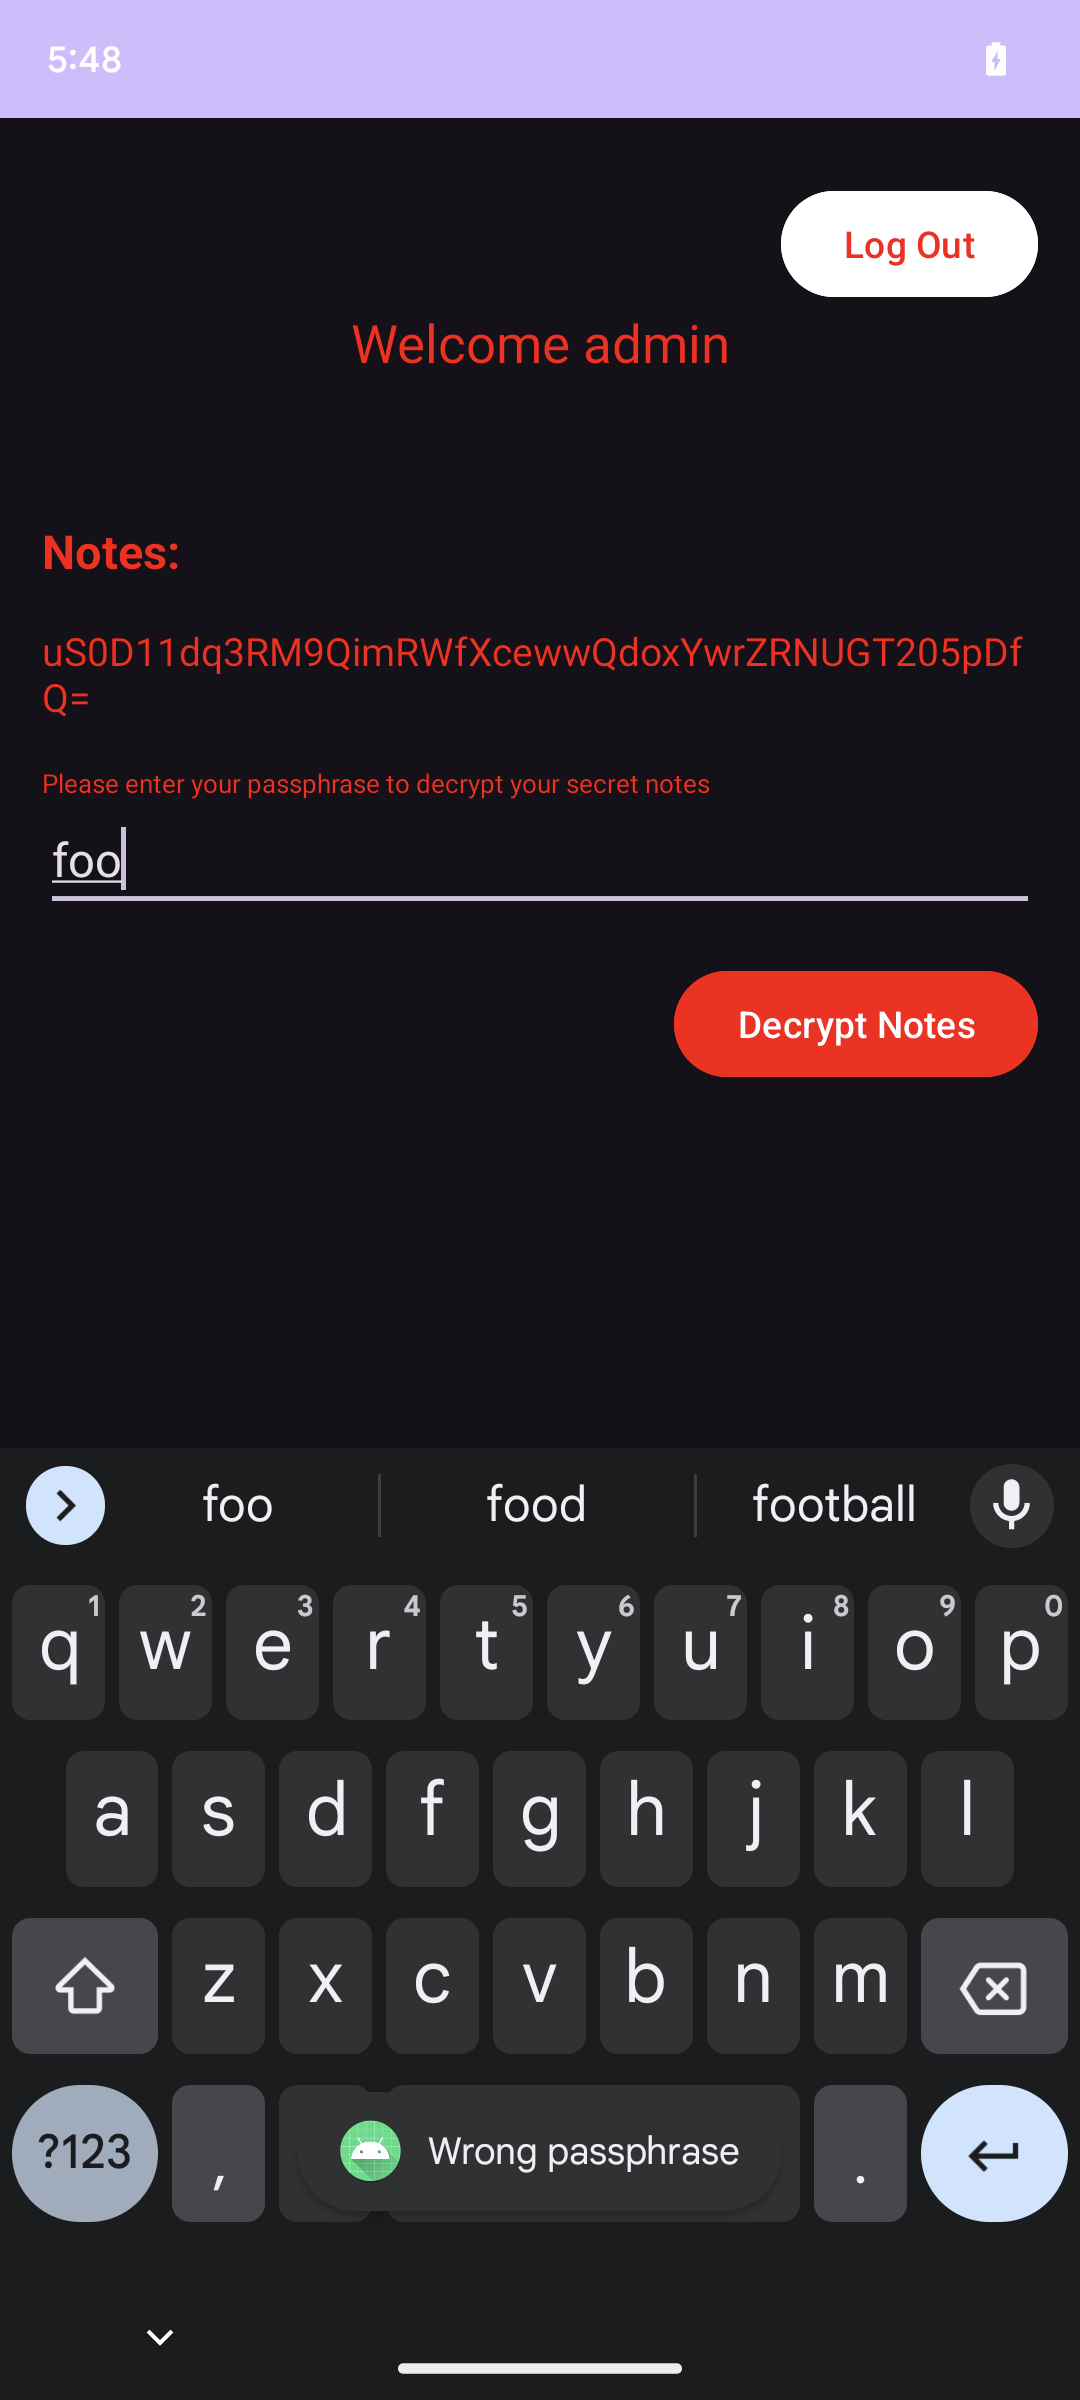 5:48
Log Out
Welcome admin
Notes:
uS0D11dq3RM9QimRWfXcewwQdoxYwrZRNUGT205pDf
Q=
Please enter your passphrase to decrypt your secret notes
foo
Decrypt Notes
foo food football
1 2 3 4 5 6 7 8 9 0
q w e r t y u i o p
a s d f g h j k l
z x c v b n m
?123 , Wrong passphrase .